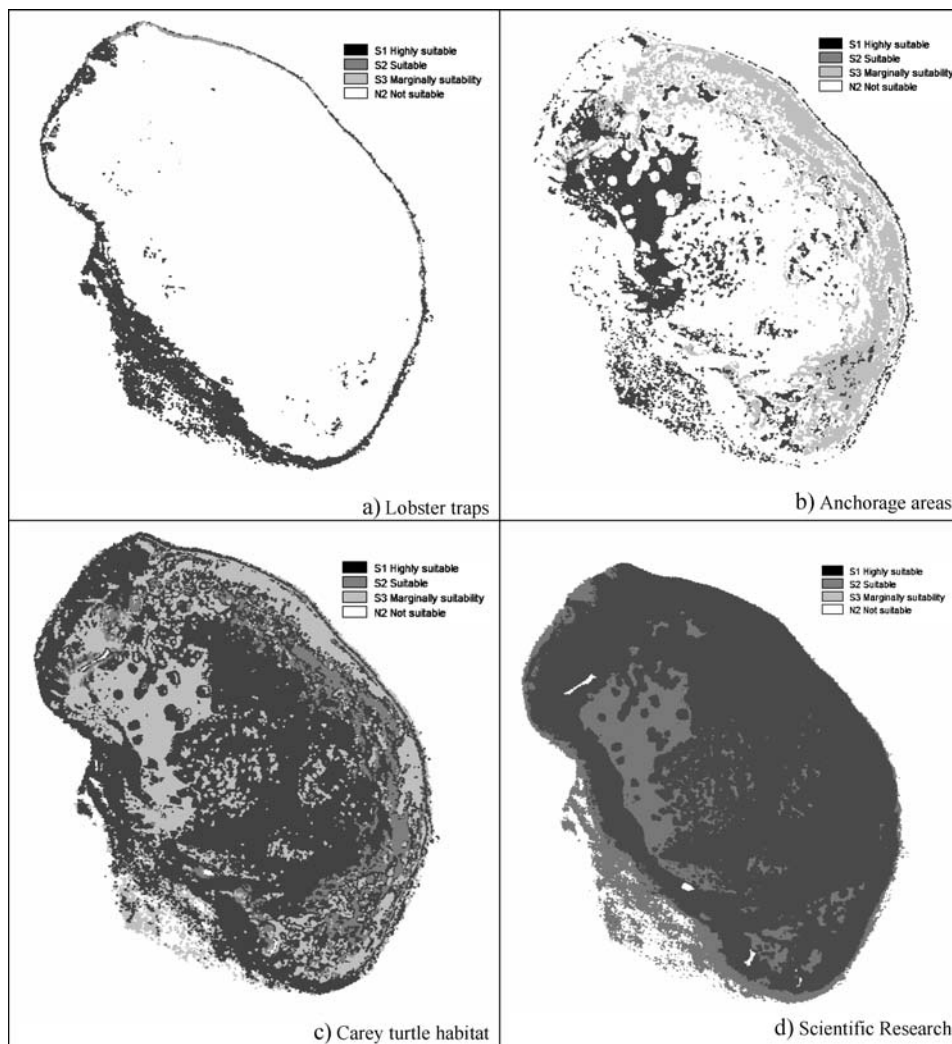 S1 Highly suitable
S2 Suitable
S3 Marginally suitability
N2 Not suitable
a) Lobster traps
S1 Highly suitable
S2 Suitable
S3 Marginally suitability
N2 Not suitable
b) Anchorage areas
S1 Highly suitable
S2 Suitable
S3 Marginally suitability
N2 Not suitable
c) Carey turtle habitat
S1 Highly suitable
S2 Suitable
S3 Marginally suitability
N2 Not suitable
d) Scientific Research